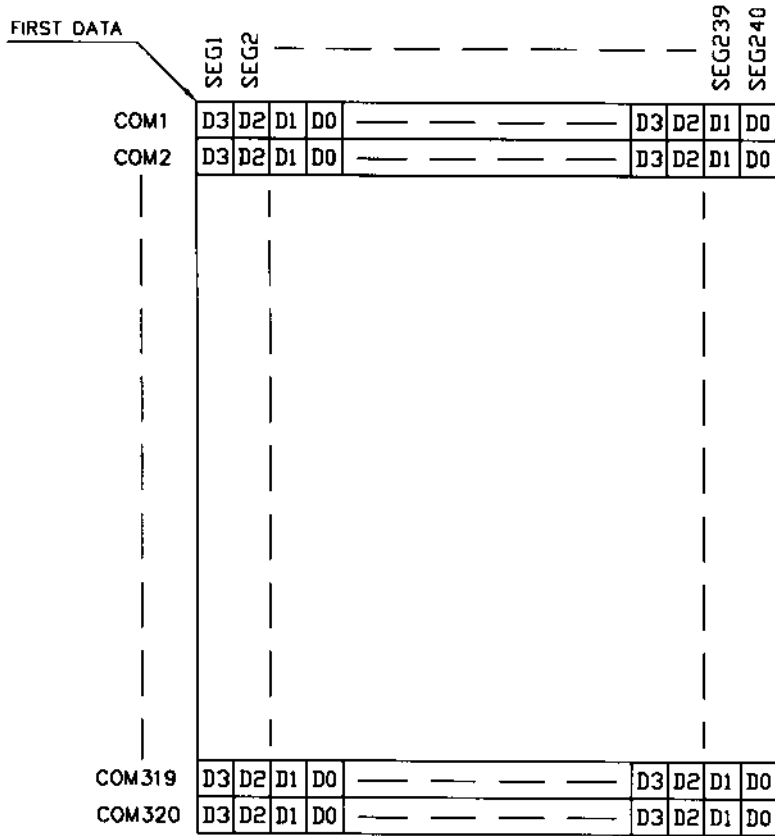 FIRST DATA
SEG1 SEG2 SEG239 SEG240
COM1 D3 D2 D1 D0 D3 D2 D1 D0
COM2 D3 D2 D1 D0 D3 D2 D1 D0
COM319 D3 D2 D1 D0 D3 D2 D1 D0
COM320 D3 D2 D1 D0 D3 D2 D1 D0